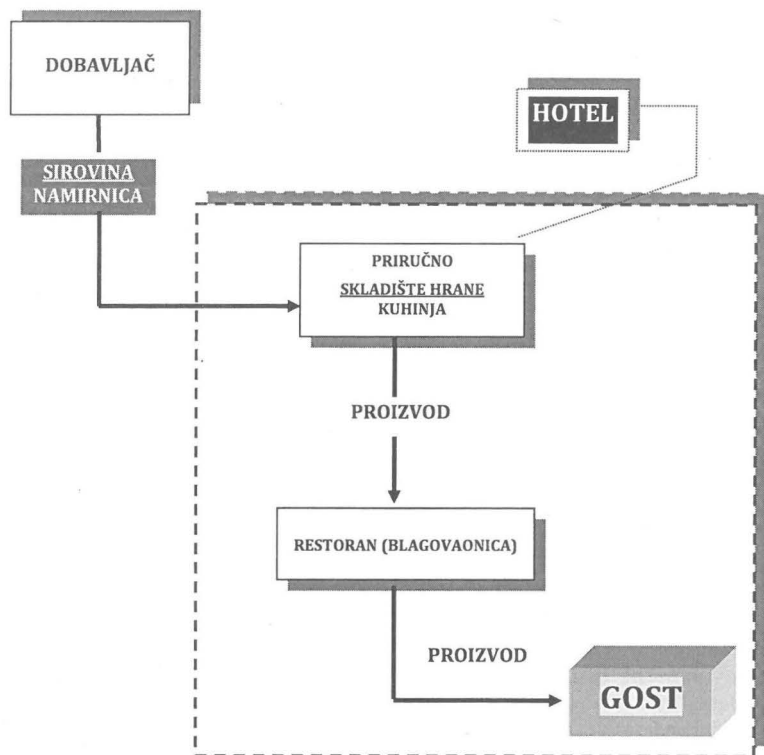 DOBAVLJAČ
HOTEL
SIROVINA
NAMIRNICA
PRIRUČNO
SKLADIŠTE HRANE
KUHINJA
PROIZVOD
RESTORAN (BLAGOVAONICA)
PROIZVOD
GOST